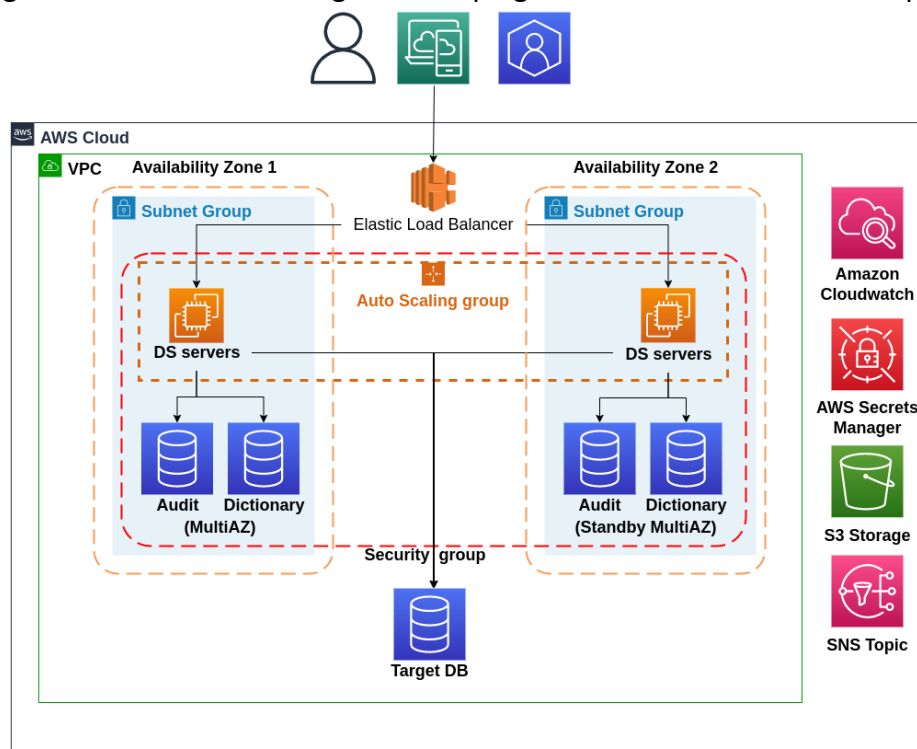 aws
AWS Cloud
VPC
Availability Zone 1
Availability Zone 2
Subnet Group
Subnet Group
Elastic Load Balancer
Auto Scaling group
DS servers
DS servers
Audit
Dictionary
(MultiAZ)
Audit
Dictionary
(Standby MultiAZ)
Security group
Target DB
Amazon
Cloudwatch
AWS Secrets
Manager
S3 Storage
SNS Topic